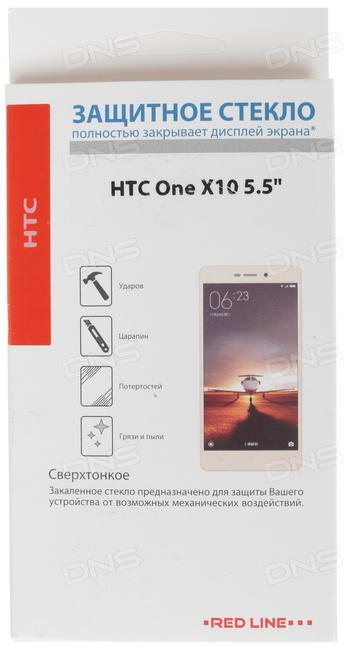 ЗАЩИТНОЕ СТЕКЛО
полностью закрывает дисплей экрана*
HTC
HTC One X10 5.5"
Ударов
Царапин
Потертостей
Грязи и пыли
06:23
Сверхтонкое
Закаленное стекло предназначено для защиты Вашего
устройства от возможных механических воздействий.
RED LINE
DNS